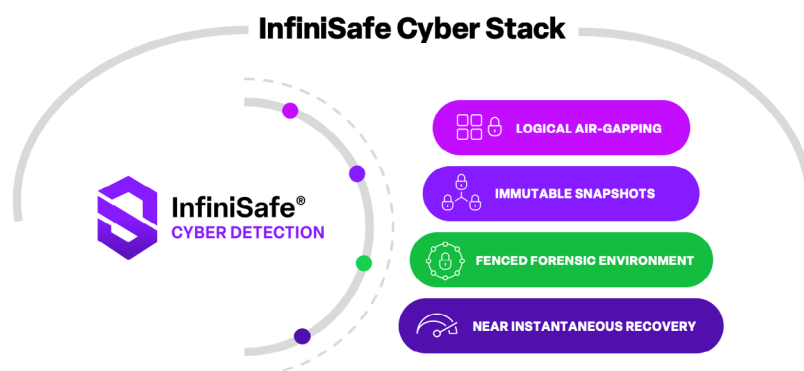 InfiniSafe Cyber Stack
InfiniSafe®
CYBER DETECTION
LOGICAL AIR-GAPPING
IMMUTABLE SNAPSHOTS
FENCED FORENSIC ENVIRONMENT
NEAR INSTANTANEOUS RECOVERY